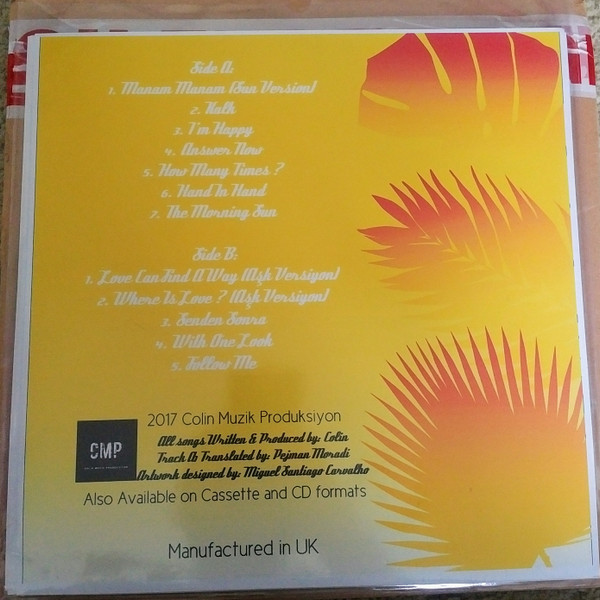 Side A:
1. Manam Manam (Sun Version)
2. Kalk
3. I'm Happy
4. Answer Now
5. How Many Times ?
6. Hand In Hand
7. The Morning Sun
Side B:
1. Love Can Find A Way (Aşk Versiyon)
2. Where Is Love ? (Aşk Versiyon)
3. Senden Sonra
4. With One Look
5. Follow Me
CMP
2017 Colin Muzik Produksiyon
All songs Written & Produced by: Colin
Track A1 Translated by: Pejman Moradi
Artwork designed by: Miguel Santiago Carvalho
Also Available on Cassette and CD formats
Manufactured in UK